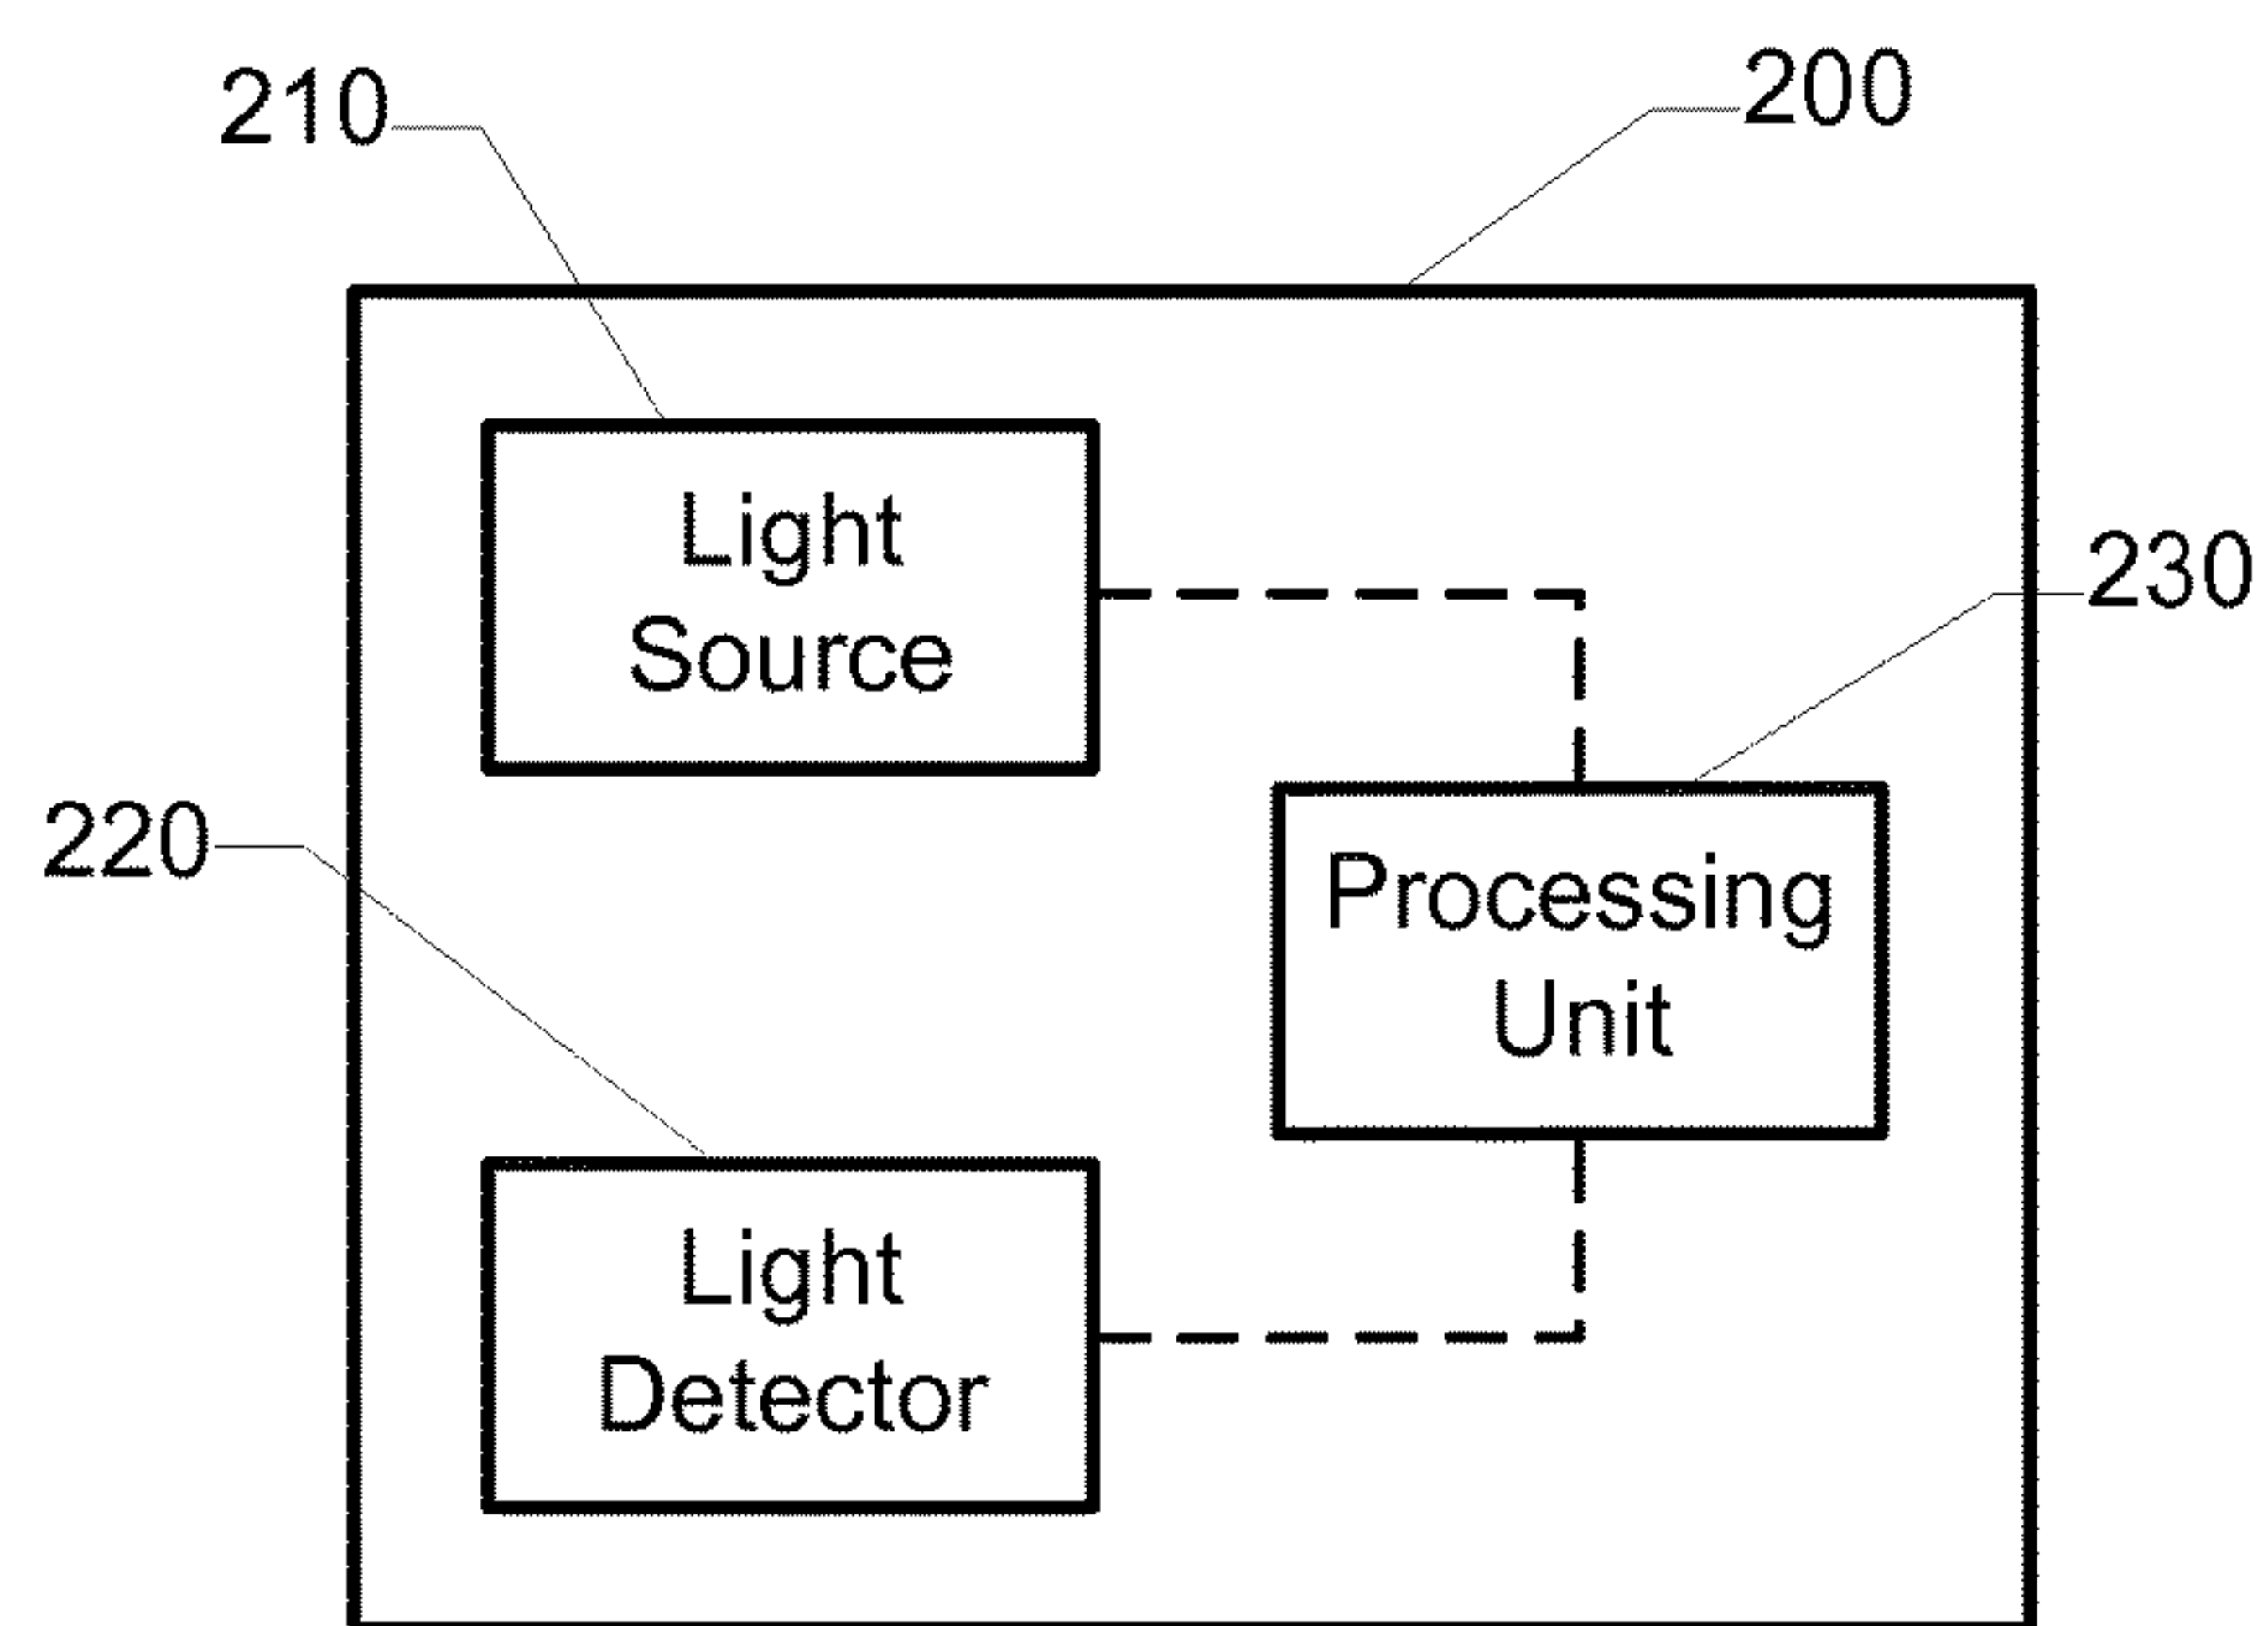 200
210
Light
Source
230
220
Processing
Unit
Light
Detector